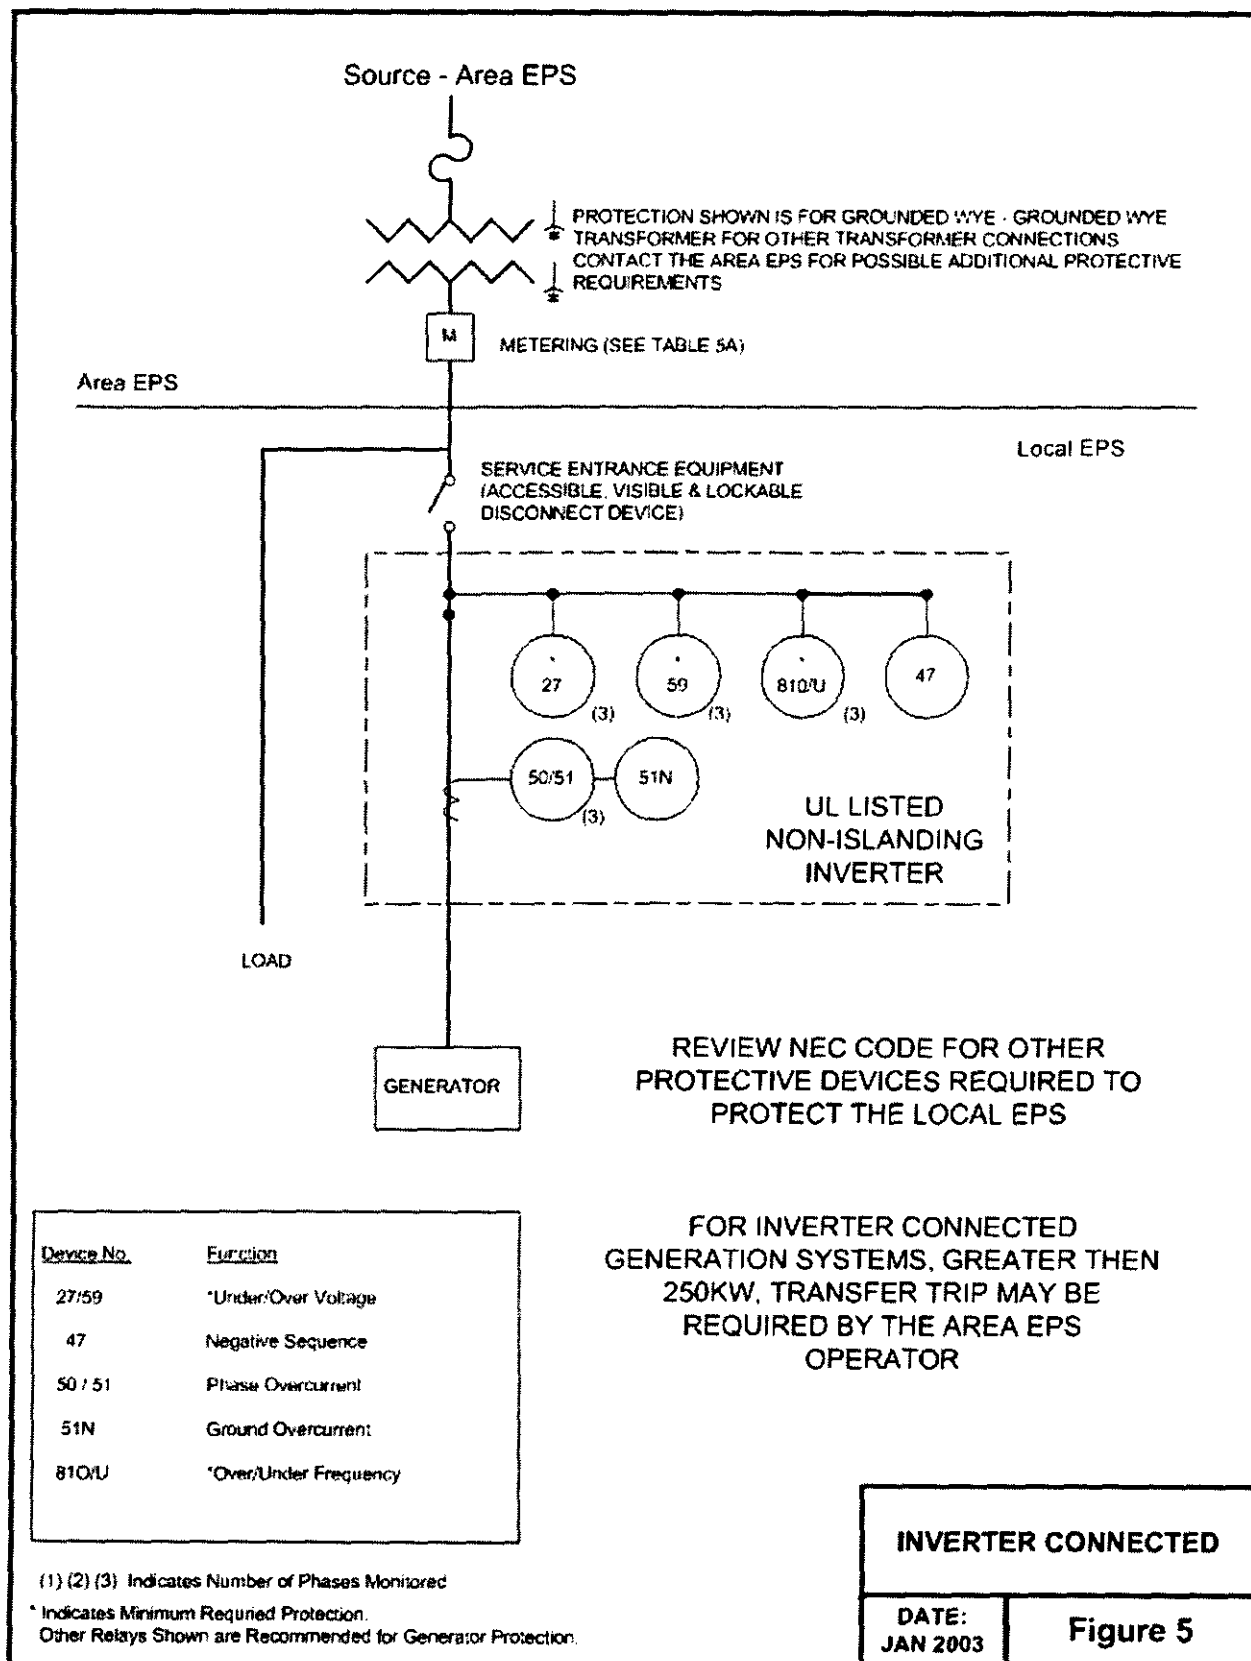 Source - Area EPS
PROTECTION SHOWN IS FOR GROUNDED WYE - GROUNDED WYE
TRANSFORMER FOR OTHER TRANSFORMER CONNECTIONS
CONTACT THE AREA EPS FOR POSSIBLE ADDITIONAL PROTECTIVE
REQUIREMENTS
M
METERING (SEE TABLE 5A)
Area EPS
Local EPS
SERVICE ENTRANCE EQUIPMENT
(ACCESSIBLE, VISIBLE & LOCKABLE
DISCONNECT DEVICE)
* 27 (3)
* 59 (3)
* 81O/U (3)
47
50/51 (3)
51N
UL LISTED
NON-ISLANDING
INVERTER
LOAD
GENERATOR
REVIEW NEC CODE FOR OTHER
PROTECTIVE DEVICES REQUIRED TO
PROTECT THE LOCAL EPS
FOR INVERTER CONNECTED
GENERATION SYSTEMS, GREATER THEN
250KW, TRANSFER TRIP MAY BE
REQUIRED BY THE AREA EPS
OPERATOR
Device No. Function
27/59 *Under/Over Voltage
47 Negative Sequence
50 / 51 Phase Overcurrent
51N Ground Overcurrent
81O/U *Over/Under Frequency
(1) (2) (3) Indicates Number of Phases Monitored
* Indicates Minimum Requried Protection.
Other Relays Shown are Recommended for Generator Protection.
INVERTER CONNECTED
DATE:
JAN 2003
Figure 5